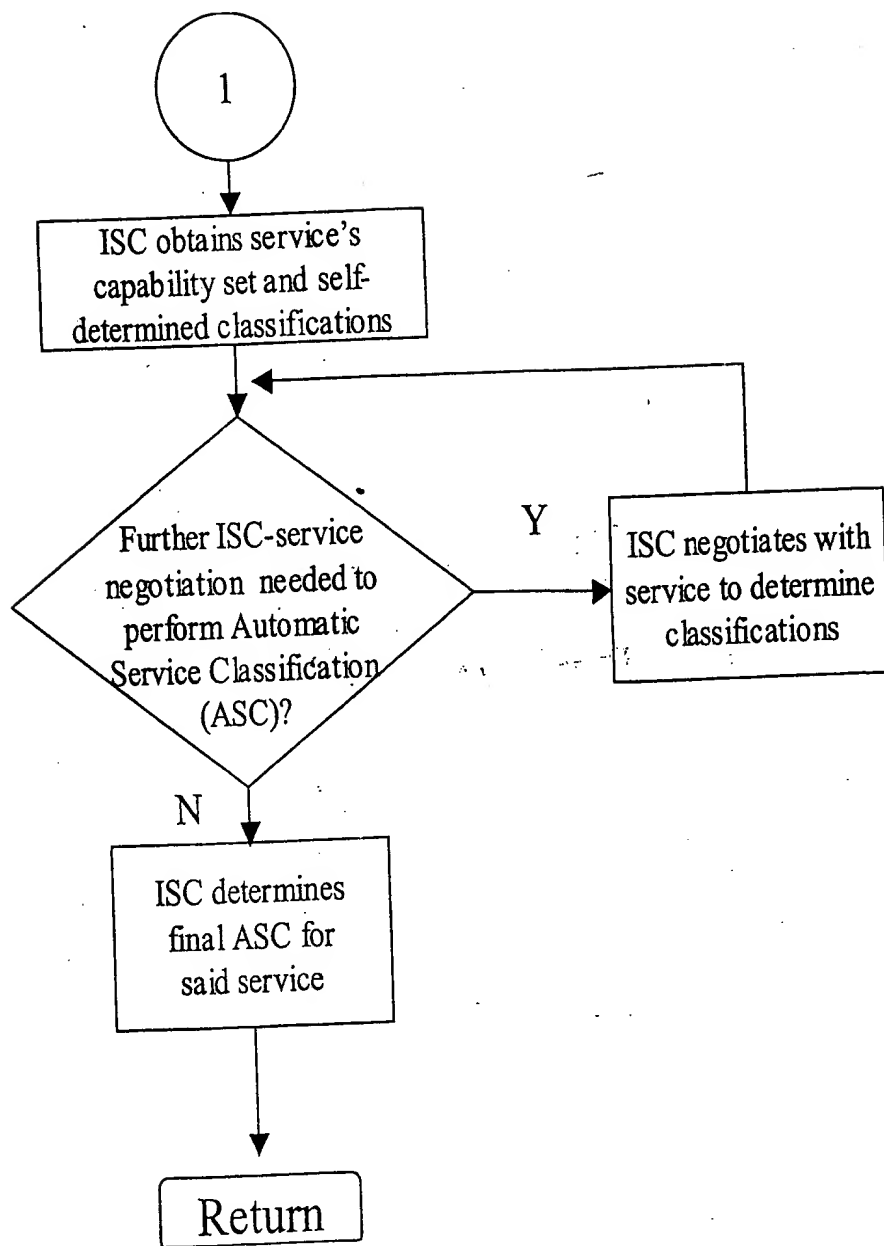 1
ISC obtains service's
capability set and self-
determined classifications
Further ISC-service
negotiation needed to
perform Automatic
Service Classification
(ASC)?
Y
ISC negotiates with
service to determine
classifications
N
ISC determines
final ASC for
said service
Return